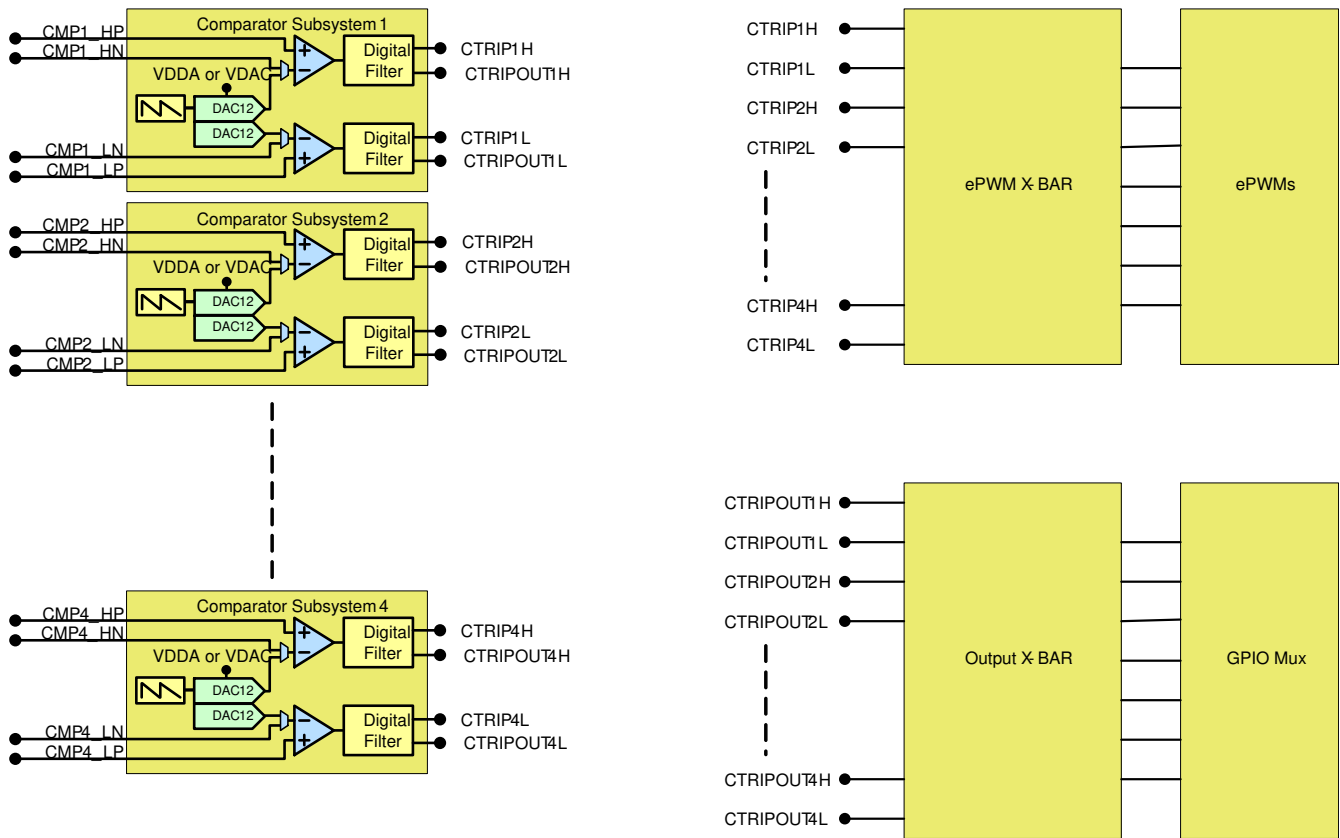 Comparator Subsystem 1
CMP1_HP
CMP1_HN
VDDA or VDAC
DAC12
DAC12
CMP1_LN
CMP1_LP
Digital
Filter
Digital
Filter
CTRIP1H
CTRIPOUT1H
CTRIP1L
CTRIPOUT1L
Comparator Subsystem 2
CMP2_HP
CMP2_HN
VDDA or VDAC
DAC12
DAC12
CMP2_LN
CMP2_LP
Digital
Filter
Digital
Filter
CTRIP2H
CTRIPOUT2H
CTRIP2L
CTRIPOUT2L
Comparator Subsystem 4
CMP4_HP
CMP4_HN
VDDA or VDAC
DAC12
DAC12
CMP4_LN
CMP4_LP
Digital
Filter
Digital
Filter
CTRIP4H
CTRIPOUT4H
CTRIP4L
CTRIPOUT4L
CTRIP1H
CTRIP1L
CTRIP2H
CTRIP2L
CTRIP4H
CTRIP4L
ePWM X-BAR
ePWMs
CTRIPOUT1H
CTRIPOUT1L
CTRIPOUT2H
CTRIPOUT2L
CTRIPOUT4H
CTRIPOUT4L
Output X-BAR
GPIO Mux